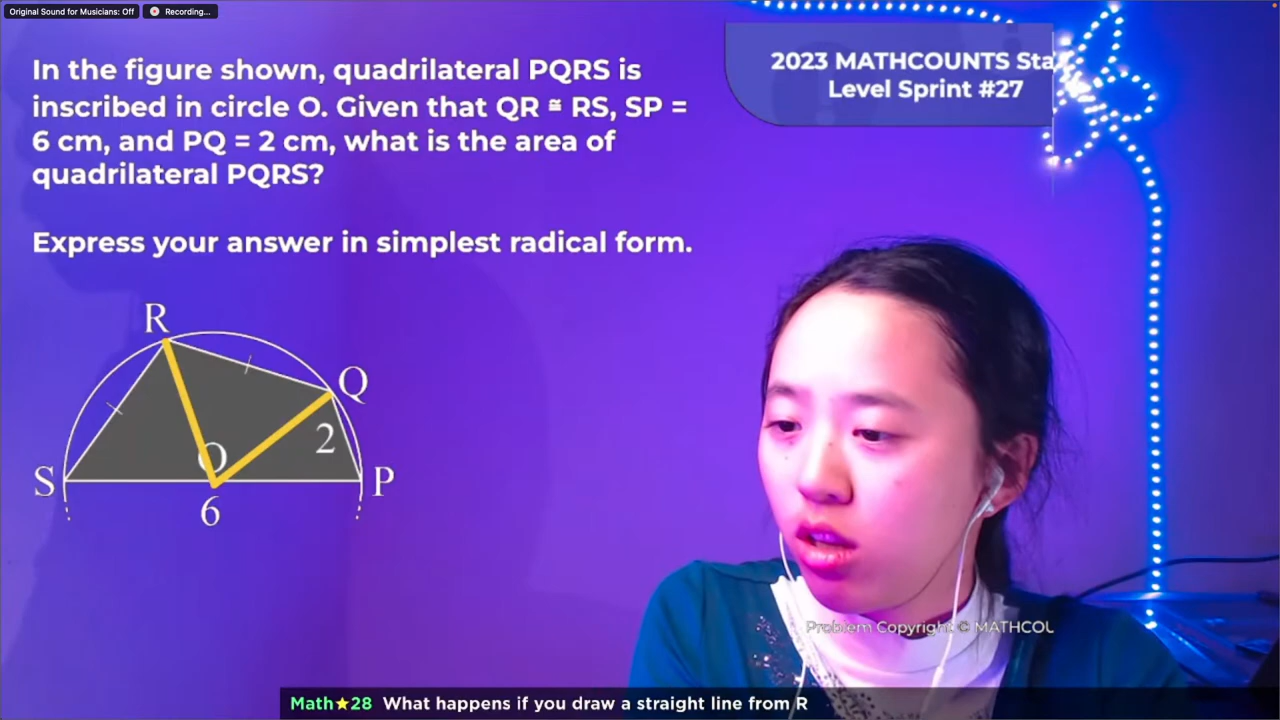 Original Sound for Musicians: Off
Recording...
In the figure shown, quadrilateral PQRS is
inscribed in circle O. Given that QR ≅ RS, SP =
6 cm, and PQ = 2 cm, what is the area of
quadrilateral PQRS?
Express your answer in simplest radical form.
2023 MATHCOUNTS Sta
Level Sprint #27
R
Q
2
O
S
P
6
Problem Copyright © MATHCOU
Math★28 What happens if you draw a straight line from R